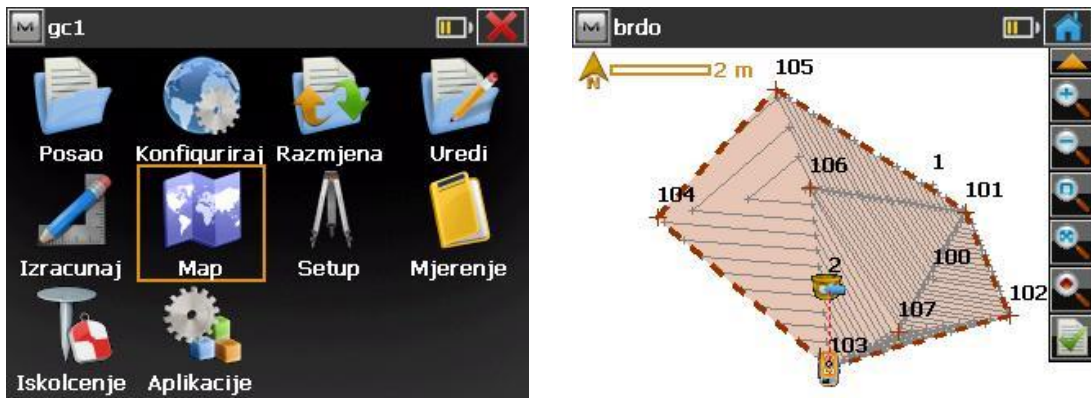 gc1
Posao Konfiguriraj Razmjena Uredi
Izracunaj Map Setup Mjerenje
Iskolcenje Aplikacije
brdo
N 2 m
105
106
1
104
101
2
100
102
107
103